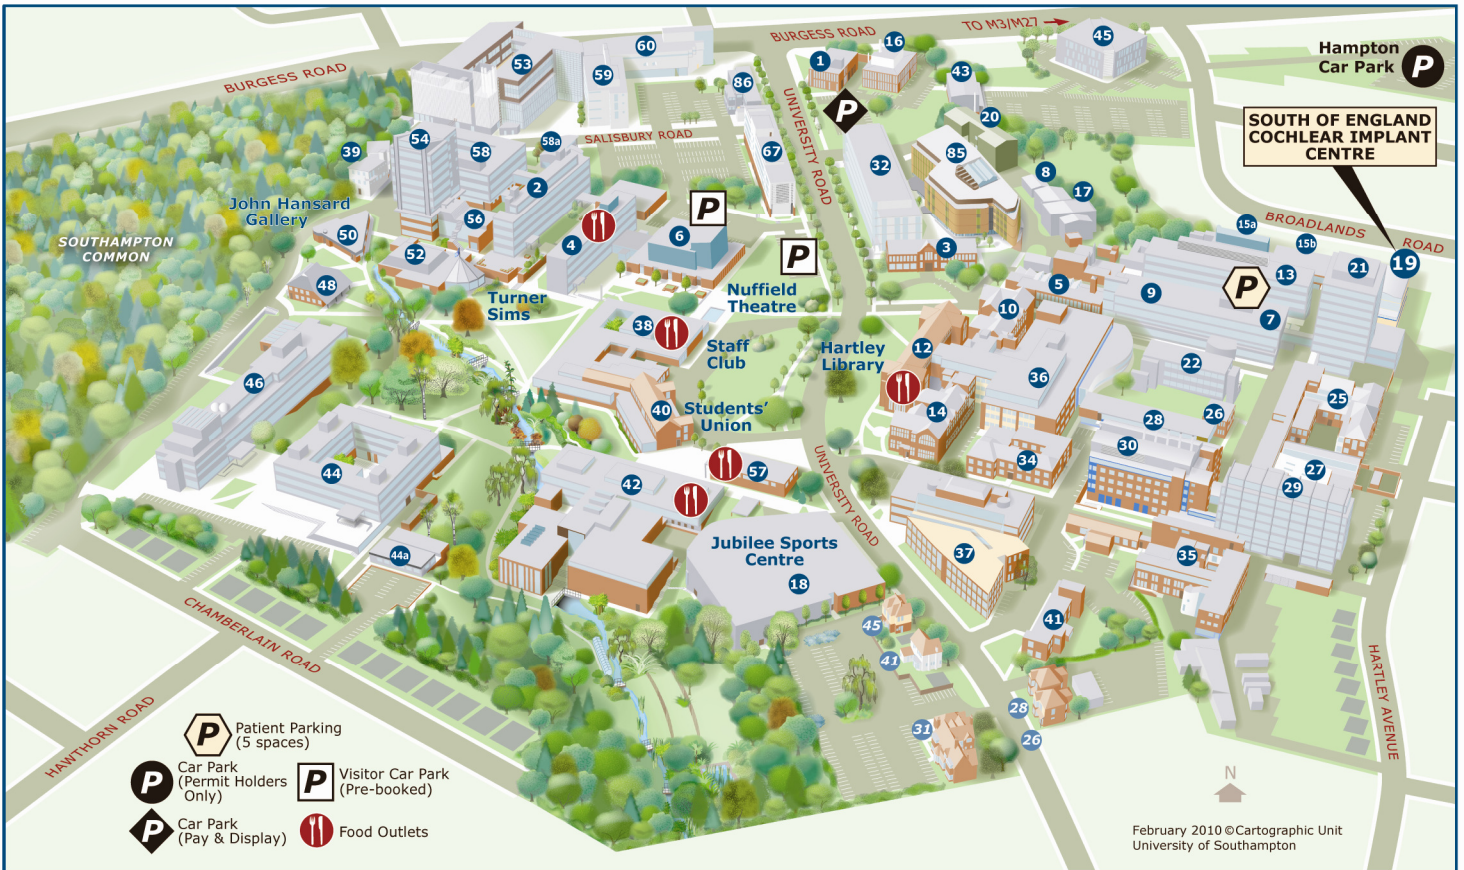 BURGESS ROAD
TO M3/M27
BURGESS ROAD
Hampton
Car Park
P
SOUTH OF ENGLAND
COCHLEAR IMPLANT
CENTRE
BROADLANDS
ROAD
SALISBURY ROAD
UNIVERSITY ROAD
P
45
16
1
43
20
60
53
59
86
67
32
85
8
17
54
58
58a
39
2
56
4
6
P
P
3
John Hansard
Gallery
50
52
48
SOUTHAMPTON
COMMON
15a
15b
13
21
19
P
5
9
7
10
Turner
Sims
Nuffield
Theatre
38
Staff
Club
Hartley
Library
12
36
22
46
40
Students'
Union
14
28
26
25
30
34
27
29
44
42
57
UNIVERSITY ROAD
44a
Jubilee Sports
Centre
18
37
35
41
45
41
28
26
31
CHAMBERLAIN ROAD
HAWTHORN ROAD
HARTLEY AVENUE
P
Patient Parking
(5 spaces)
P
Car Park
(Permit Holders
Only)
P
Visitor Car Park
(Pre-booked)
P
Car Park
(Pay & Display)
Food Outlets
N
February 2010 ©Cartographic Unit
University of Southampton